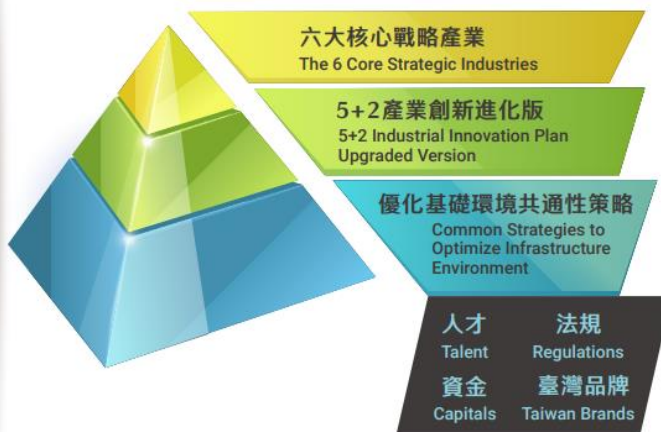 六大核心戰略產業
The 6 Core Strategic Industries
5+2產業創新進化版
5+2 Industrial Innovation Plan
Upgraded Version
優化基礎環境共通性策略
Common Strategies to
Optimize Infrastructure
Environment
人才 法規
Talent Regulations
資金 臺灣品牌
Capitals Taiwan Brands